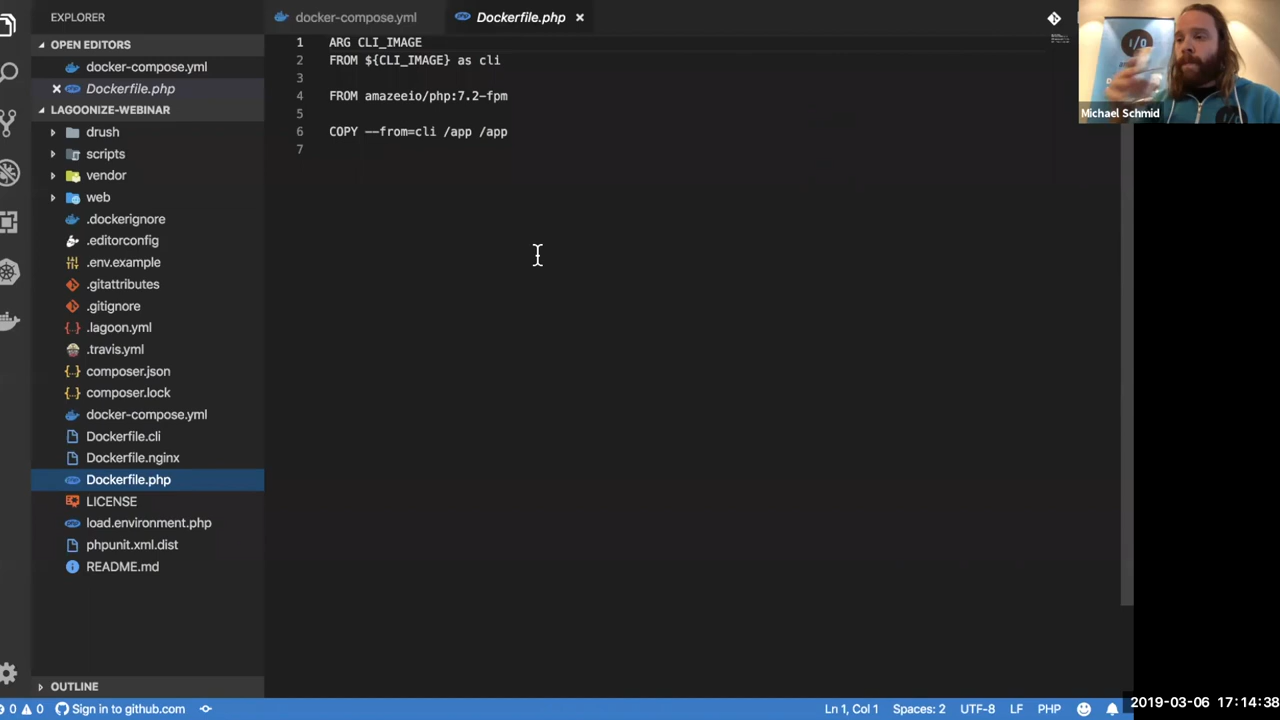 EXPLORER
docker-compose.yml
Dockerfile.php
OPEN EDITORS
docker-compose.yml
Dockerfile.php
LAGOONIZE-WEBINAR
drush
scripts
vendor
web
.dockerignore
.editorconfig
.env.example
.gitattributes
.gitignore
.lagoon.yml
.travis.yml
composer.json
composer.lock
docker-compose.yml
Dockerfile.cli
Dockerfile.nginx
Dockerfile.php
LICENSE
load.environment.php
phpunit.xml.dist
README.md
OUTLINE
1 ARG CLI_IMAGE
2 FROM ${CLI_IMAGE} as cli
3
4 FROM amazeeio/php:7.2-fpm
5
6 COPY --from=cli /app /app
7
I/O
Michael Schmid
0 0 Sign in to github.com
Ln 1, Col 1 Spaces: 2 UTF-8 LF PHP
2019-03-06 17:14:38